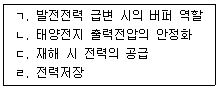 ㄱ. 발전전력 급변 시의 버퍼 역할
ㄴ. 태양전지 출력전압의 안정화
ㄷ. 재해 시 전력의 공급
ㄹ. 전력저장